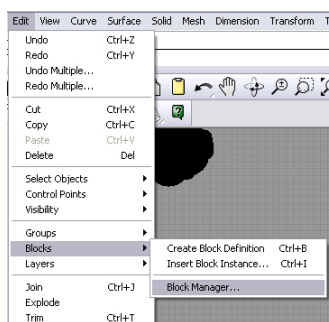 Edit View Curve Surface Solid Mesh Dimension Transform
Undo Ctrl+Z
Redo Ctrl+Y
Undo Multiple...
Redo Multiple...
Cut Ctrl+X
Copy Ctrl+C
Paste Ctrl+V
Delete Del
Select Objects
Control Points
Visibility
Groups
Blocks
Create Block Definition Ctrl+B
Layers
Insert Block Instance... Ctrl+I
Join Ctrl+J
Block Manager...
Explode
Trim Ctrl+T